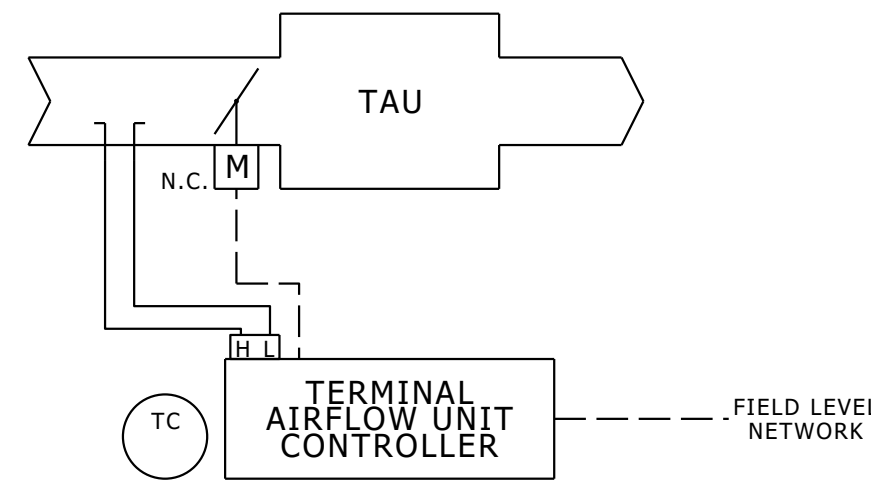 TAU
M
N.C.
H L
TERMINAL
AIRFLOW UNIT
CONTROLLER
TC
FIELD LEVEL
NETWORK